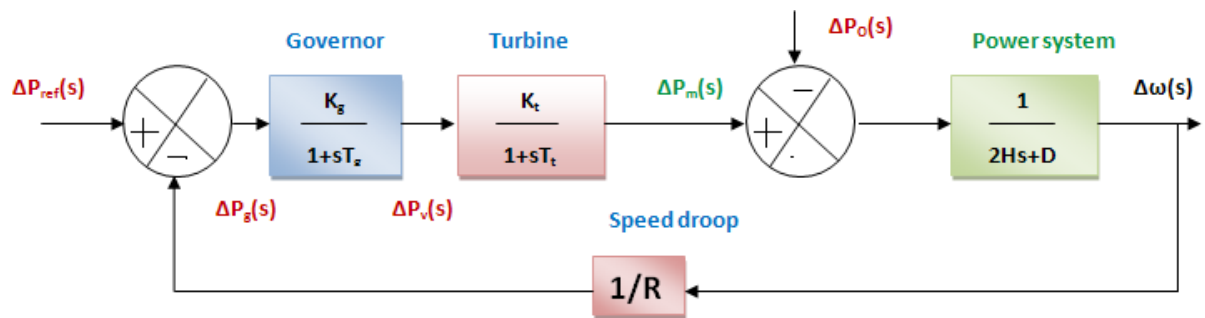 ΔP_O(s)
Governor Turbine Power system
ΔP_ref(s) K_g K_t ΔP_m(s) − 1 Δω(s)
+ − 1+sT_g 1+sT_t + 2Hs+D
ΔP_g(s) ΔP_v(s)
Speed droop
1/R